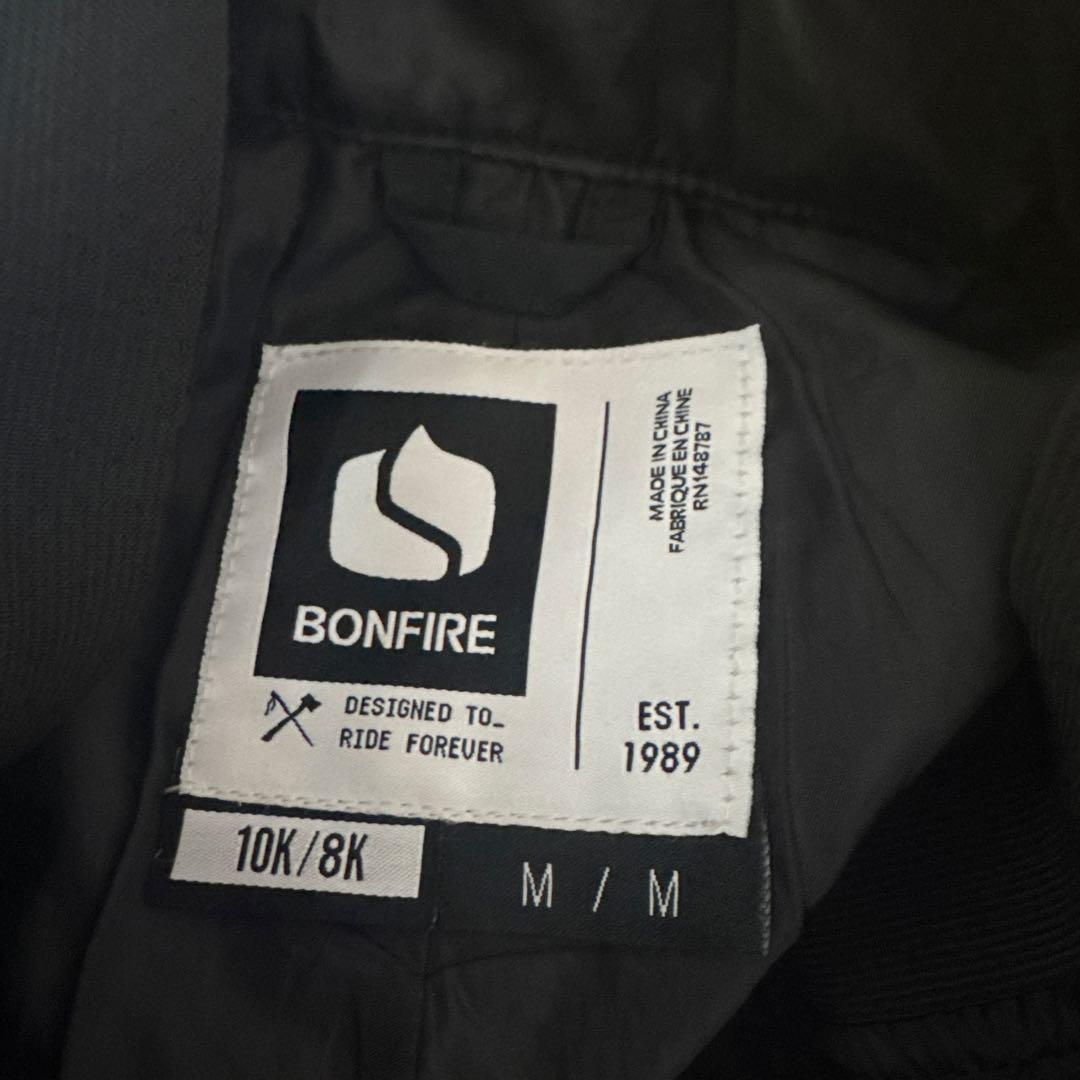 BONFIRE
DESIGNED TO_
RIDE FOREVER
MADE IN CHINA
FABRIQUE EN CHINE
RN148787
EST.
1989
10K/8K
M / M